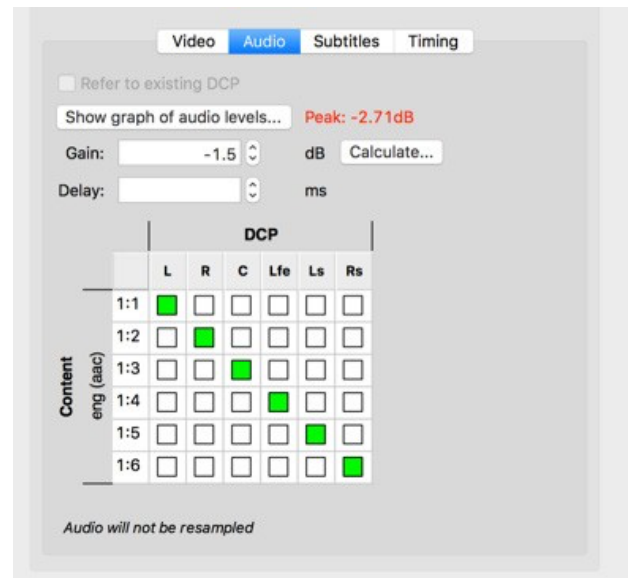 Video Audio Subtitles Timing
Refer to existing DCP
Show graph of audio levels... Peak: -2.71dB
Gain: -1.5 dB Calculate...
Delay: ms
DCP
L R C Lfe Ls Rs
Content
eng (aac)
1:1
1:2
1:3
1:4
1:5
1:6
Audio will not be resampled